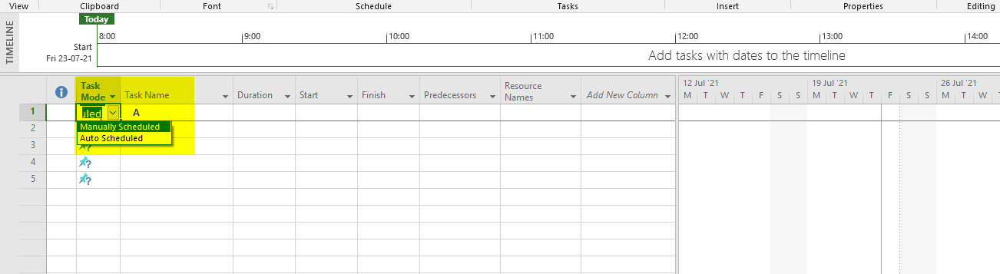 View Clipboard Font Schedule Tasks Insert Properties Editing
TIMELINE
Today
8:00 9:00 10:00 11:00 12:00 13:00 14:00
Start
Fri 23-07-21
Add tasks with dates to the timeline
Task Mode Task Name Duration Start Finish Predecessors Resource Names Add New Column
12 Jul '21 19 Jul '21 26 Jul '21
M T W T F S S M T W T F S S M T W T
1 uled A
Manually Scheduled
2
Auto Scheduled
3 ?
4 ?
5 ?